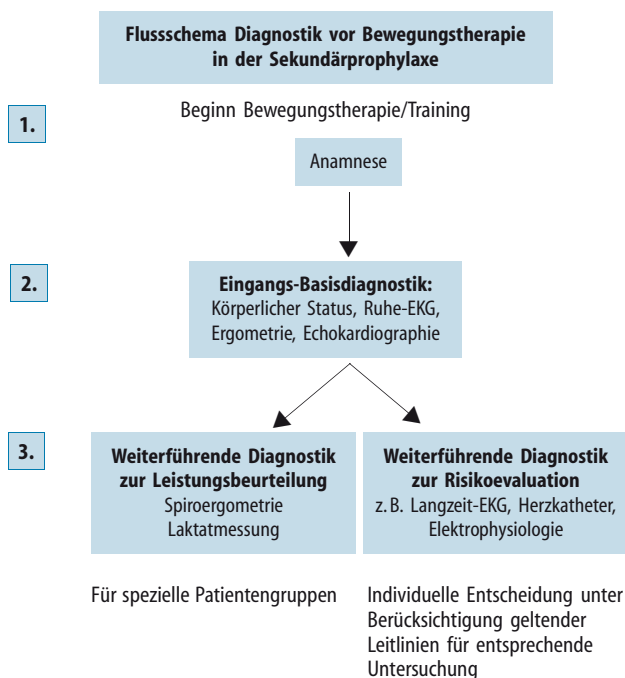 Flussschema Diagnostik vor Bewegungstherapie
in der Sekundärprophylaxe
1.
Beginn Bewegungstherapie/Training
Anamnese
2.
Eingangs-Basisdiagnostik:
Körperlicher Status, Ruhe-EKG,
Ergometrie, Echokardiographie
3.
Weiterführende Diagnostik
zur Leistungsbeurteilung
Spiroergometrie
Laktatmessung
Weiterführende Diagnostik
zur Risikoevaluation
z. B. Langzeit-EKG, Herzkatheter,
Elektrophysiologie
Für spezielle Patientengruppen
Individuelle Entscheidung unter
Berücksichtigung geltender
Leitlinien für entsprechende
Untersuchung